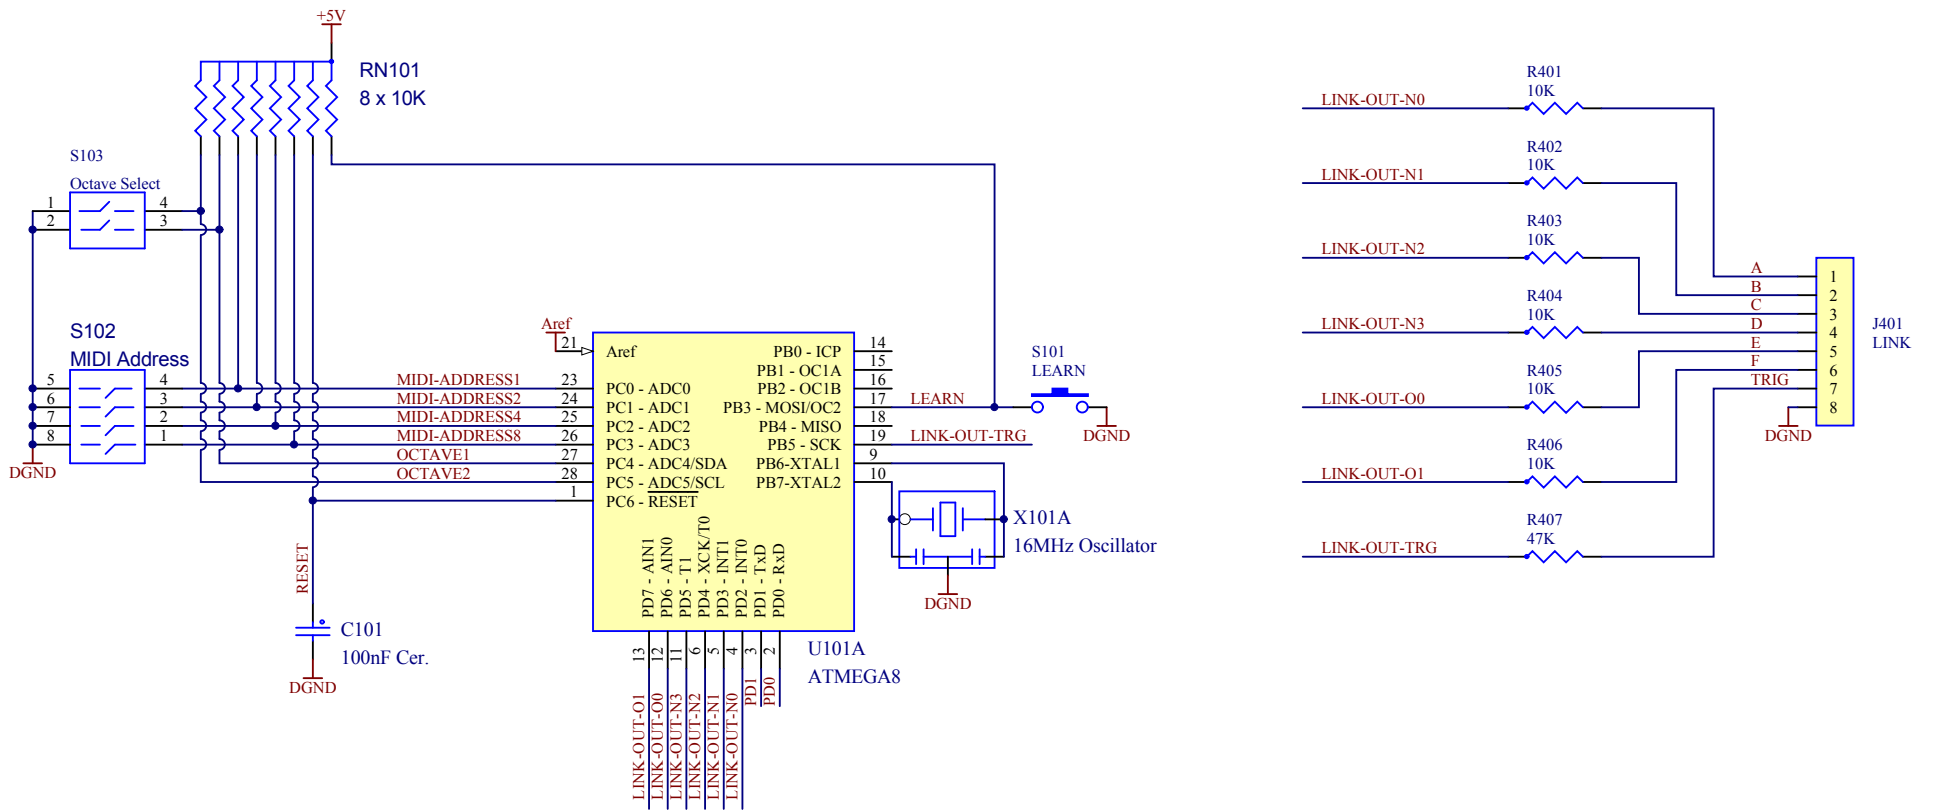 +5V
RN101
8 x 10K
S103
Octave Select
1
2
4
3
S102
MIDI Address
5
6
7
8
4
3
2
1
DGND
MIDI-ADDRESS1
MIDI-ADDRESS2
MIDI-ADDRESS4
MIDI-ADDRESS8
OCTAVE1
OCTAVE2
RESET
C101
100nF Cer.
DGND
Aref
21
23
24
25
26
27
28
1
Aref
PC0 - ADC0
PC1 - ADC1
PC2 - ADC2
PC3 - ADC3
PC4 - ADC4/SDA
PC5 - ADC5/SCL
PC6 - RESET
PB0 - ICP
PB1 - OC1A
PB2 - OC1B
PB3 - MOSI/OC2
PB4 - MISO
PB5 - SCK
PB6-XTAL1
PB7-XTAL2
14
15
16
17
18
19
9
10
PD7 - AIN1
PD6 - AIN0
PD5 - T1
PD4 - XCK/T0
PD3 - INT1
PD2 - INT0
PD1 - TxD
PD0 - RxD
13
12
11
6
5
4
3
2
LINK-OUT-O1
LINK-OUT-O0
LINK-OUT-N3
LINK-OUT-N2
LINK-OUT-N1
LINK-OUT-N0
PD1
PD0
U101A
ATMEGA8
LEARN
LINK-OUT-TRG
S101
LEARN
DGND
X101A
16MHz Oscillator
DGND
LINK-OUT-N0
R401
10K
LINK-OUT-N1
R402
10K
LINK-OUT-N2
R403
10K
LINK-OUT-N3
R404
10K
LINK-OUT-O0
R405
10K
LINK-OUT-O1
R406
10K
LINK-OUT-TRG
R407
47K
A
B
C
D
E
F
TRIG
DGND
1
2
3
4
5
6
7
8
J401
LINK